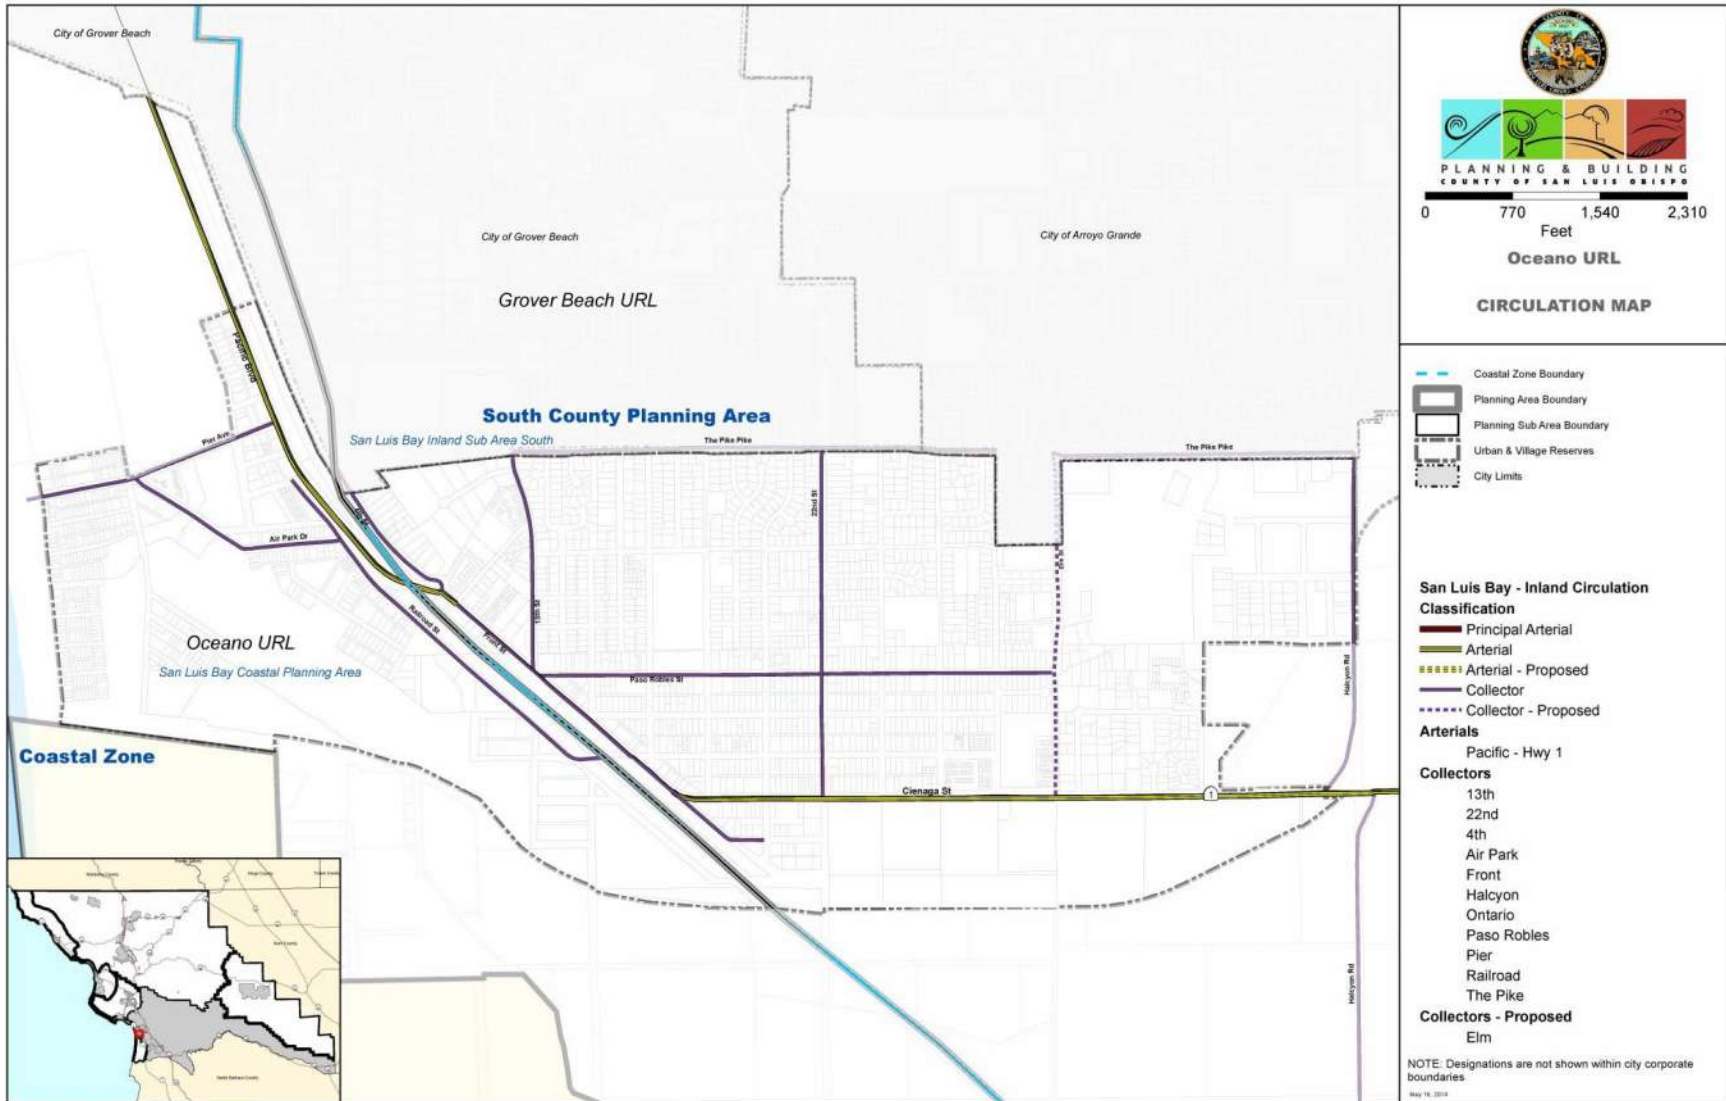 City of Grover Beach
City of Grover Beach
City of Arroyo Grande
Grover Beach URL
Pacific Blvd
South County Planning Area
San Luis Bay Inland Sub Area South
The Pike Pike
The Pike Pike
Pier Ave
4th St
22nd St
Air Park Dr
13th St
Railroad St
Front St
Oceano URL
San Luis Bay Coastal Planning Area
Paso Robles St
Halcyon Rd
Coastal Zone
Cienaga St
1
Halcyon Rd
PLANNING & BUILDING
COUNTY OF SAN LUIS OBISPO
0 770 1,540 2,310
Feet
Oceano URL
CIRCULATION MAP
Coastal Zone Boundary
Planning Area Boundary
Planning Sub Area Boundary
Urban & Village Reserves
City Limits
San Luis Bay - Inland Circulation
Classification
Principal Arterial
Arterial
Arterial - Proposed
Collector
Collector - Proposed
Arterials
Pacific - Hwy 1
Collectors
13th
22nd
4th
Air Park
Front
Halcyon
Ontario
Paso Robles
Pier
Railroad
The Pike
Collectors - Proposed
Elm
NOTE: Designations are not shown within city corporate
boundaries